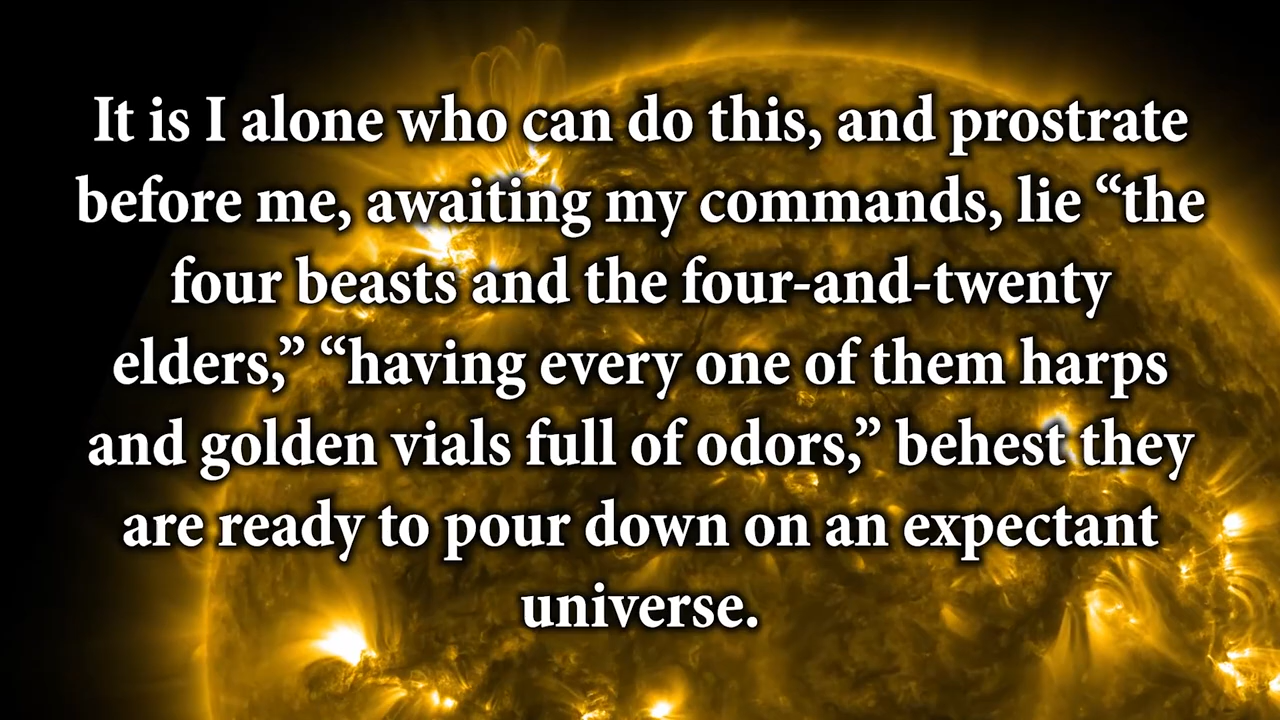 It is I alone who can do this, and prostrate
before me, awaiting my commands, lie “the
four beasts and the four-and-twenty
elders,” “having every one of them harps
and golden vials full of odors,” behest they
are ready to pour down on an expectant
universe.